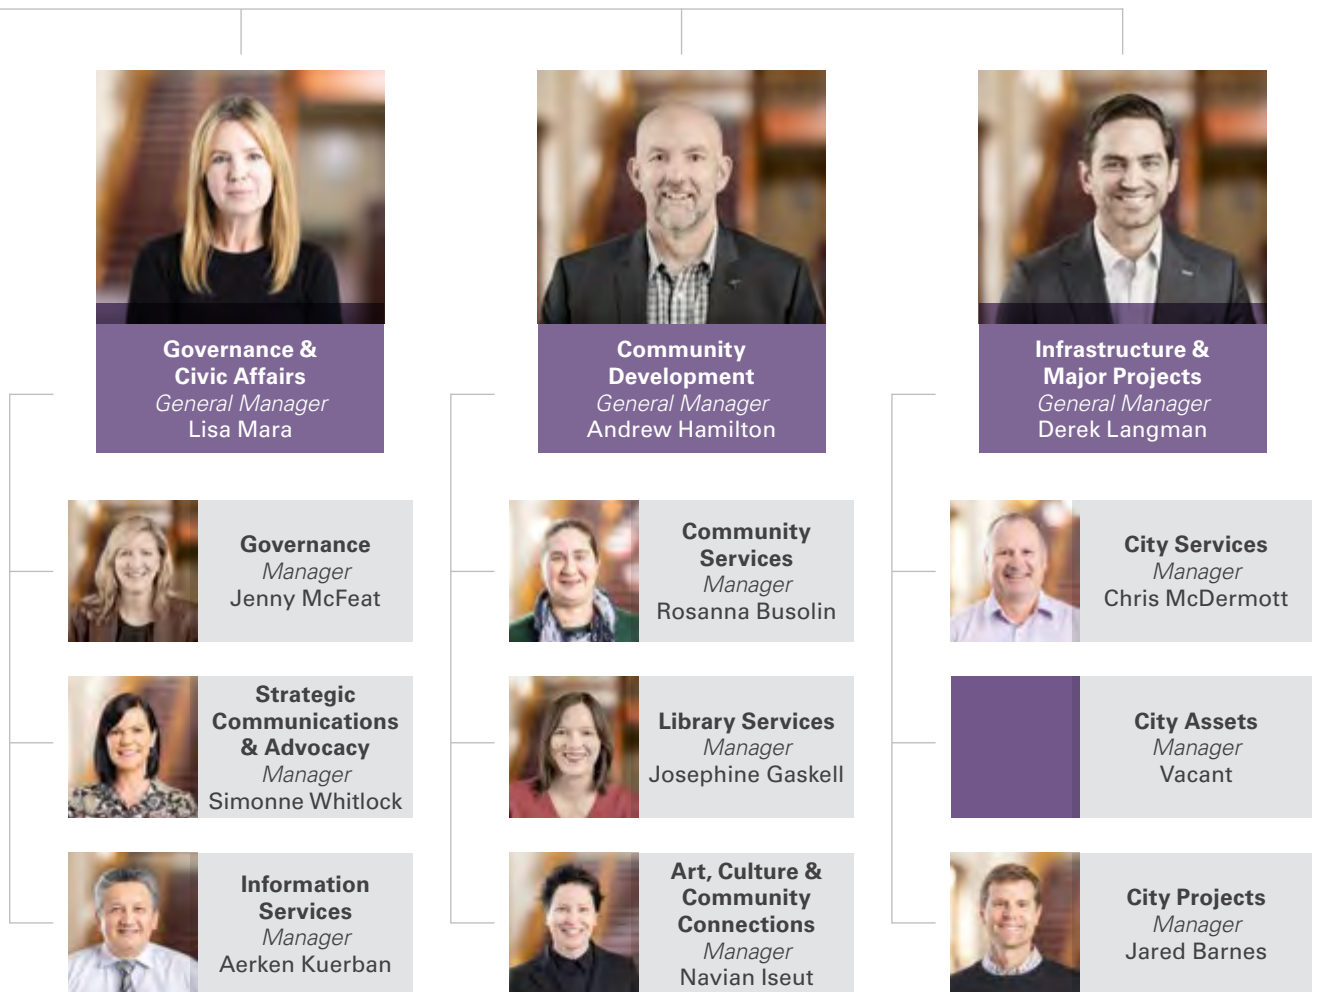 Governance &
Civic Affairs
General Manager
Lisa Mara
Community
Development
General Manager
Andrew Hamilton
Infrastructure &
Major Projects
General Manager
Derek Langman
Governance
Manager
Jenny McFeat
Community
Services
Manager
Rosanna Busolin
City Services
Manager
Chris McDermott
Strategic
Communications
& Advocacy
Manager
Simonne Whitlock
Library Services
Manager
Josephine Gaskell
City Assets
Manager
Vacant
Information
Services
Manager
Aerken Kuerban
Art, Culture &
Community
Connections
Manager
Navian Iseut
City Projects
Manager
Jared Barnes